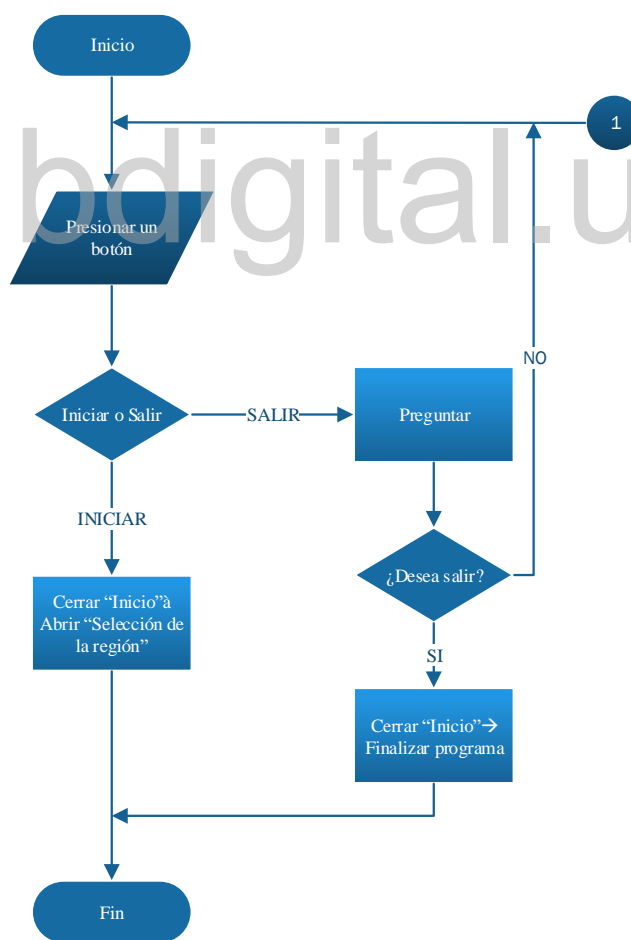 Inicio
1
bdigital.u
Presionar un
botón
NO
Iniciar o Salir
SALIR
Preguntar
INICIAR
¿Desea salir?
Cerrar “Inicio”à
Abrir “Selección de
la región”
SI
Cerrar “Inicio”→
Finalizar programa
Fin